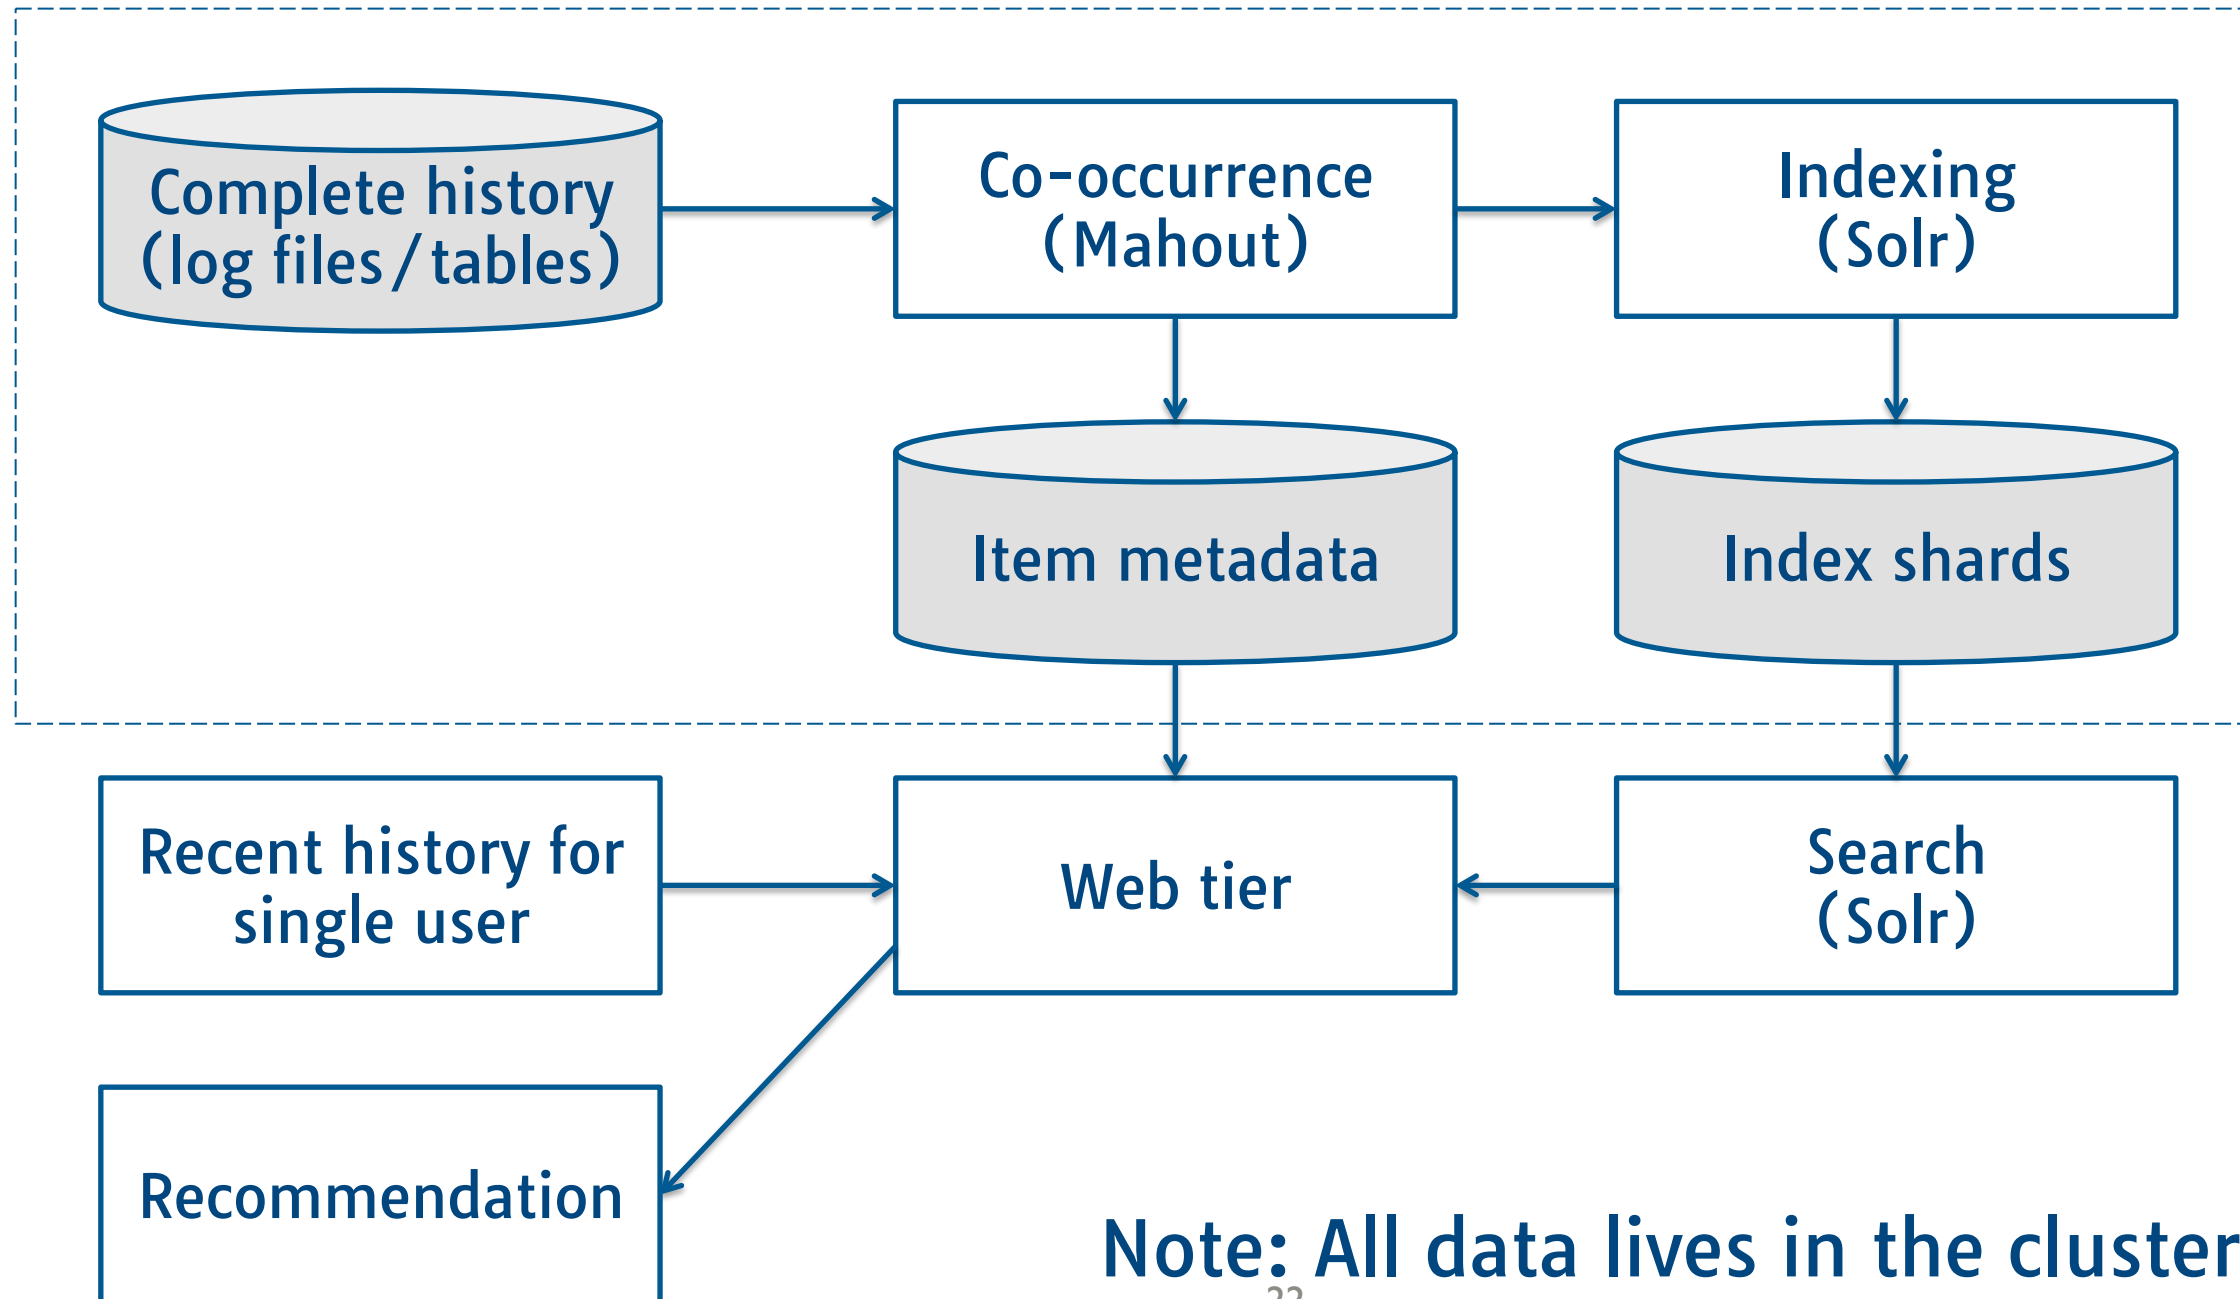 Complete history
(log files/tables)
Co-occurrence
(Mahout)
Indexing
(Solr)
Item metadata
Index shards
Recent history for
single user
Web tier
Search
(Solr)
Recommendation
Note: All data lives in the cluster